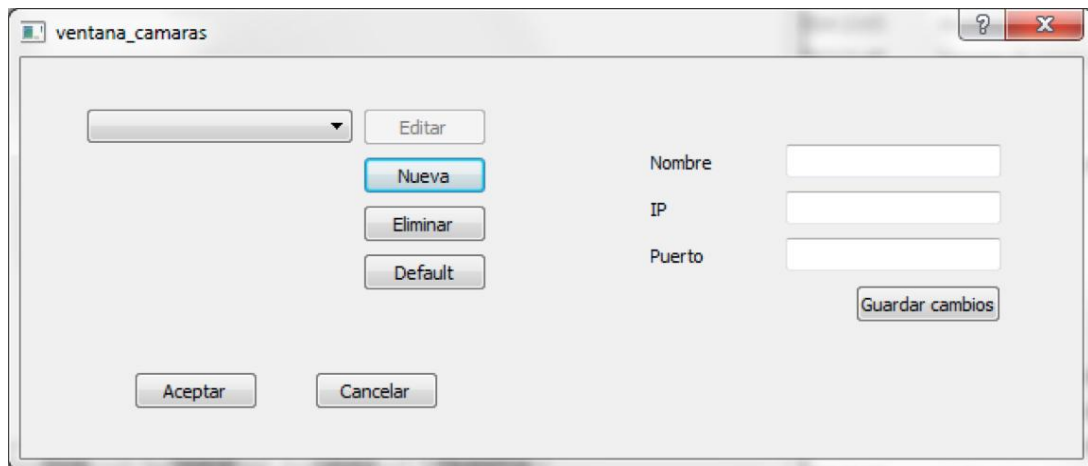 ventana_camaras
Editar
Nueva
Eliminar
Default
Nombre
IP
Puerto
Guardar cambios
Aceptar
Cancelar